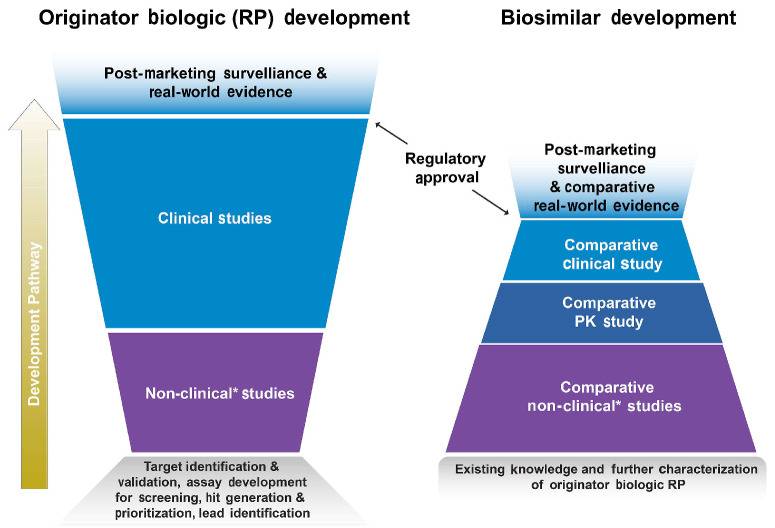 Originator biologic (RP) development
Biosimilar development
Post-marketing survelliance &
real-world evidence
Regulatory
approval
Post-marketing
survelliance
& comparative
real-world evidence
Clinical studies
Comparative
clinical study
Comparative
PK study
Development Pathway
Non-clinical* studies
Comparative
non-clinical* studies
Target identification &
validation, assay development
for screening, hit generation &
prioritization, lead identification
Existing knowledge and further characterization
of originator biologic RP